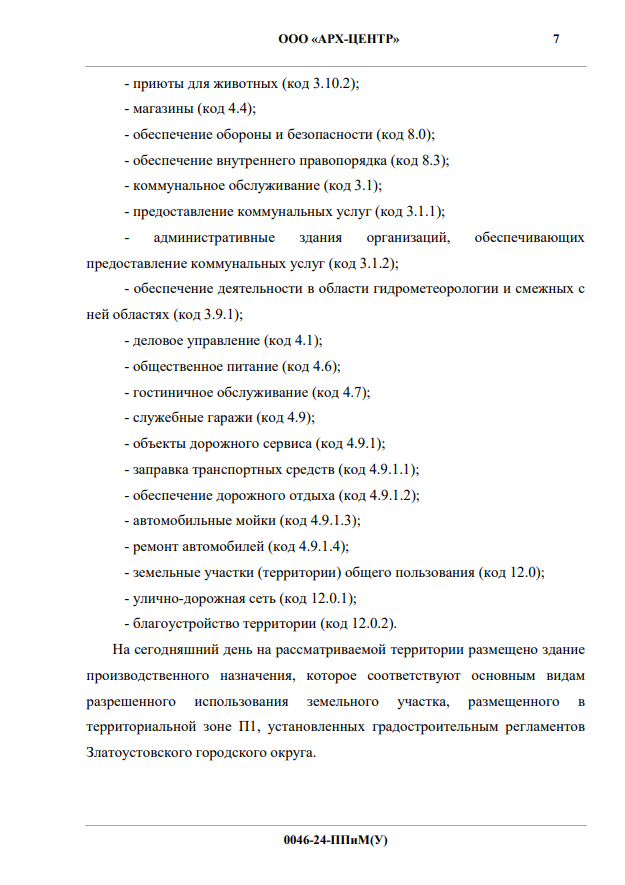 ООО «АРХ-ЦЕНТР» 7
- приюты для животных (код 3.10.2);
- магазины (код 4.4);
- обеспечение обороны и безопасности (код 8.0);
- обеспечение внутреннего правопорядка (код 8.3);
- коммунальное обслуживание (код 3.1);
- предоставление коммунальных услуг (код 3.1.1);
- административные здания организаций, обеспечивающих
предоставление коммунальных услуг (код 3.1.2);
- обеспечение деятельности в области гидрометеорологии и смежных с
ней областях (код 3.9.1);
- деловое управление (код 4.1);
- общественное питание (код 4.6);
- гостиничное обслуживание (код 4.7);
- служебные гаражи (код 4.9);
- объекты дорожного сервиса (код 4.9.1);
- заправка транспортных средств (код 4.9.1.1);
- обеспечение дорожного отдыха (код 4.9.1.2);
- автомобильные мойки (код 4.9.1.3);
- ремонт автомобилей (код 4.9.1.4);
- земельные участки (территории) общего пользования (код 12.0);
- улично-дорожная сеть (код 12.0.1);
- благоустройство территории (код 12.0.2).
На сегодняшний день на рассматриваемой территории размещено здание
производственного назначения, которое соответствуют основным видам
разрешенного использования земельного участка, размещенного в
территориальной зоне П1, установленных градостроительным регламентов
Златоустовского городского округа.
0046-24-ППиМ(У)